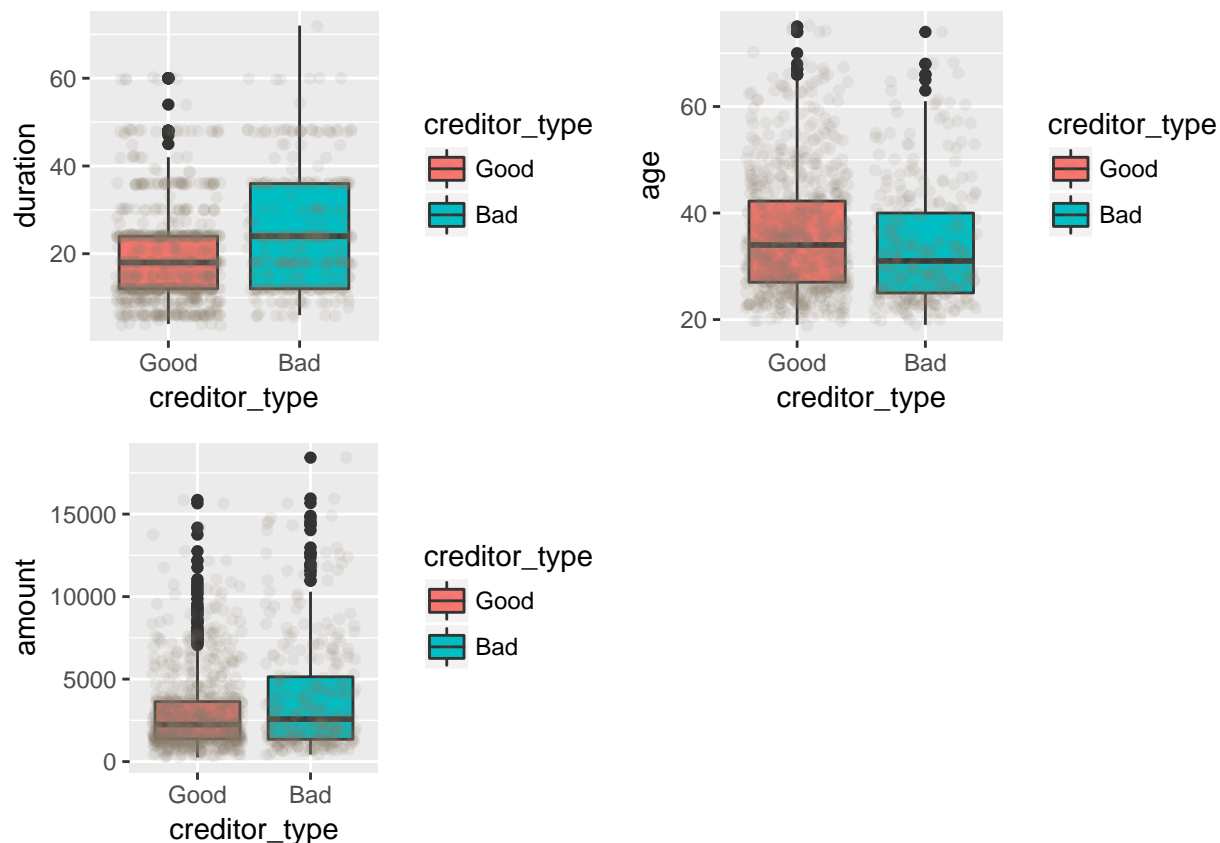 60
40
20
duration
Good Bad
creditor_type
creditor_type
Good
Bad
60
40
20
age
Good Bad
creditor_type
creditor_type
Good
Bad
15000
10000
5000
0
amount
Good Bad
creditor_type
creditor_type
Good
Bad